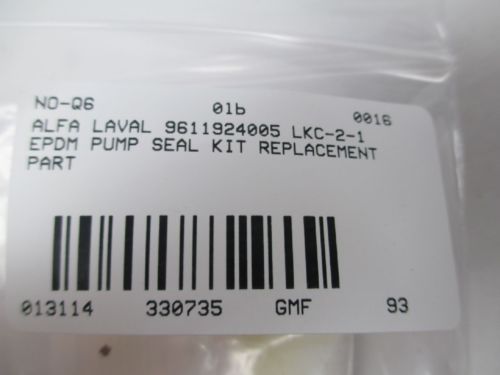 NO-Q6 01b 0016
ALFA LAVAL 9611924005 LKC-2-1
EPDM PUMP SEAL KIT REPLACEMENT
PART
013114 330735 GMF 93